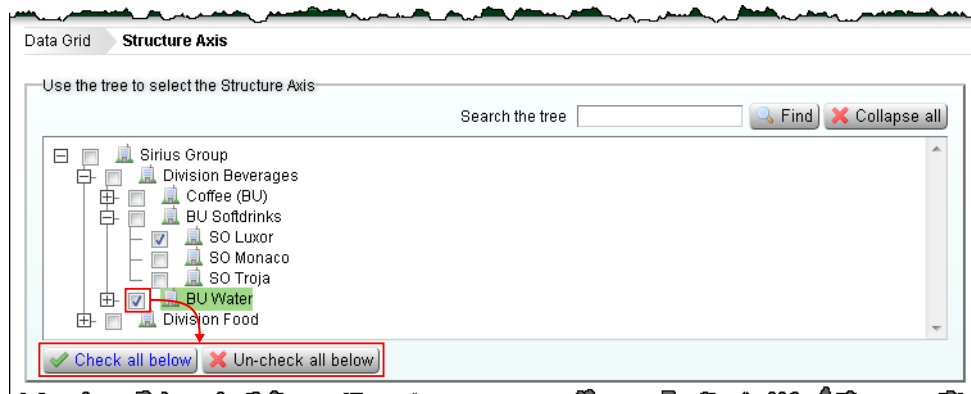 Data Grid Structure Axis
Use the tree to select the Structure Axis
Search the tree Find Collapse all
Sirius Group
Division Beverages
Coffee (BU)
BU Softdrinks
SO Luxor
SO Monaco
SO Troja
BU Water
Division Food
Check all below Un-check all below